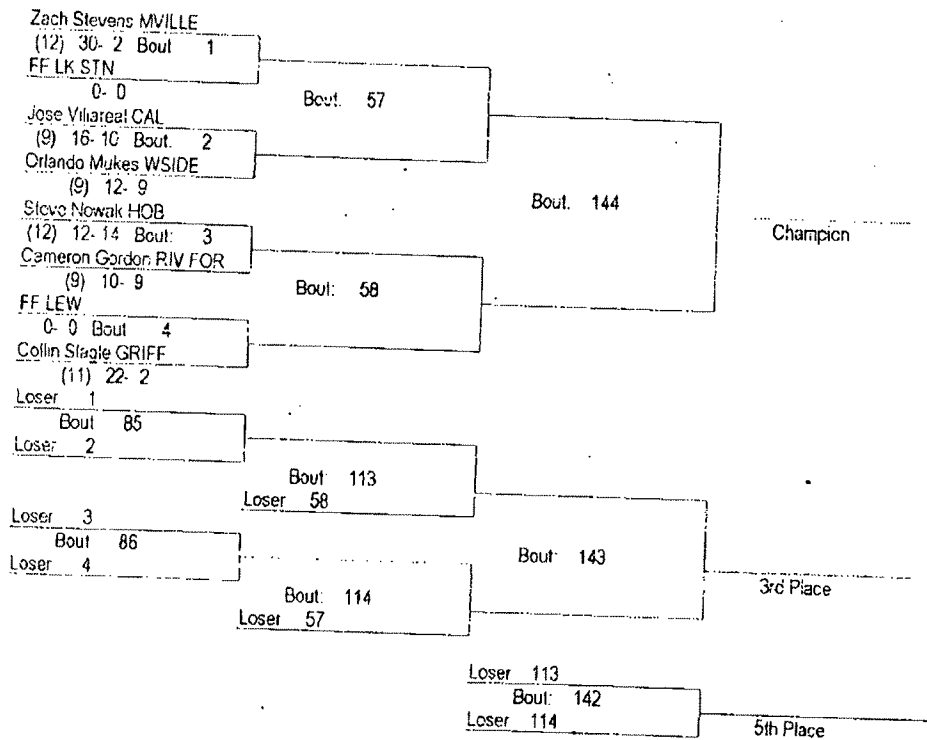 Zach Stevens MVILLE
(12) 30- 2 Bout 1
FF LK STN
0- 0
Bout: 57
Jose Villareal CAL
(9) 16- 10 Bout: 2
Orlando Mukes WSIDE
(9) 12- 9
Bout: 144
Champion
Steve Nowak HOB
(12) 12- 14 Bout: 3
Cameron Gordon RIV FOR
(9) 10- 9
Bout: 58
FF LEW
0- 0 Bout 4
Collin Slagle GRIFF
(11) 22- 2
Loser 1
Bout 85
Loser 2
Bout: 113
Loser 58
Loser 3
Bout 86
Loser 4
Bout: 143
3rd Place
Bout: 114
Loser 57
Loser 113
Bout: 142
Loser 114
5th Place